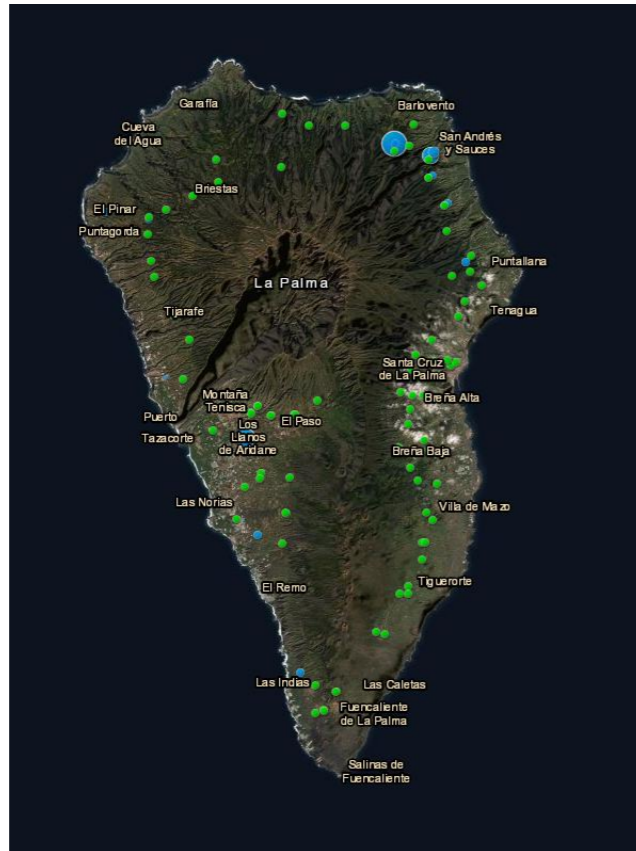 Garafía
Barlovento
Cueva
del Agua
San Andrés
y Sauces
Briestas
El Pinar
Puntagorda
Puntallana
La Palma
Tijarafe
Tenagua
Santa Cruz
de La Palma
Montaña
Tenisca
Breña Alta
Puerto
Tazacorte
Los
Llanos
de Aridane
El Paso
Breña Baja
Las Norias
Villa de Mazo
El Remo
Tiguerorte
Las Indias
Las Caletas
Fuencaliente
de La Palma
Salinas de
Fuencaliente